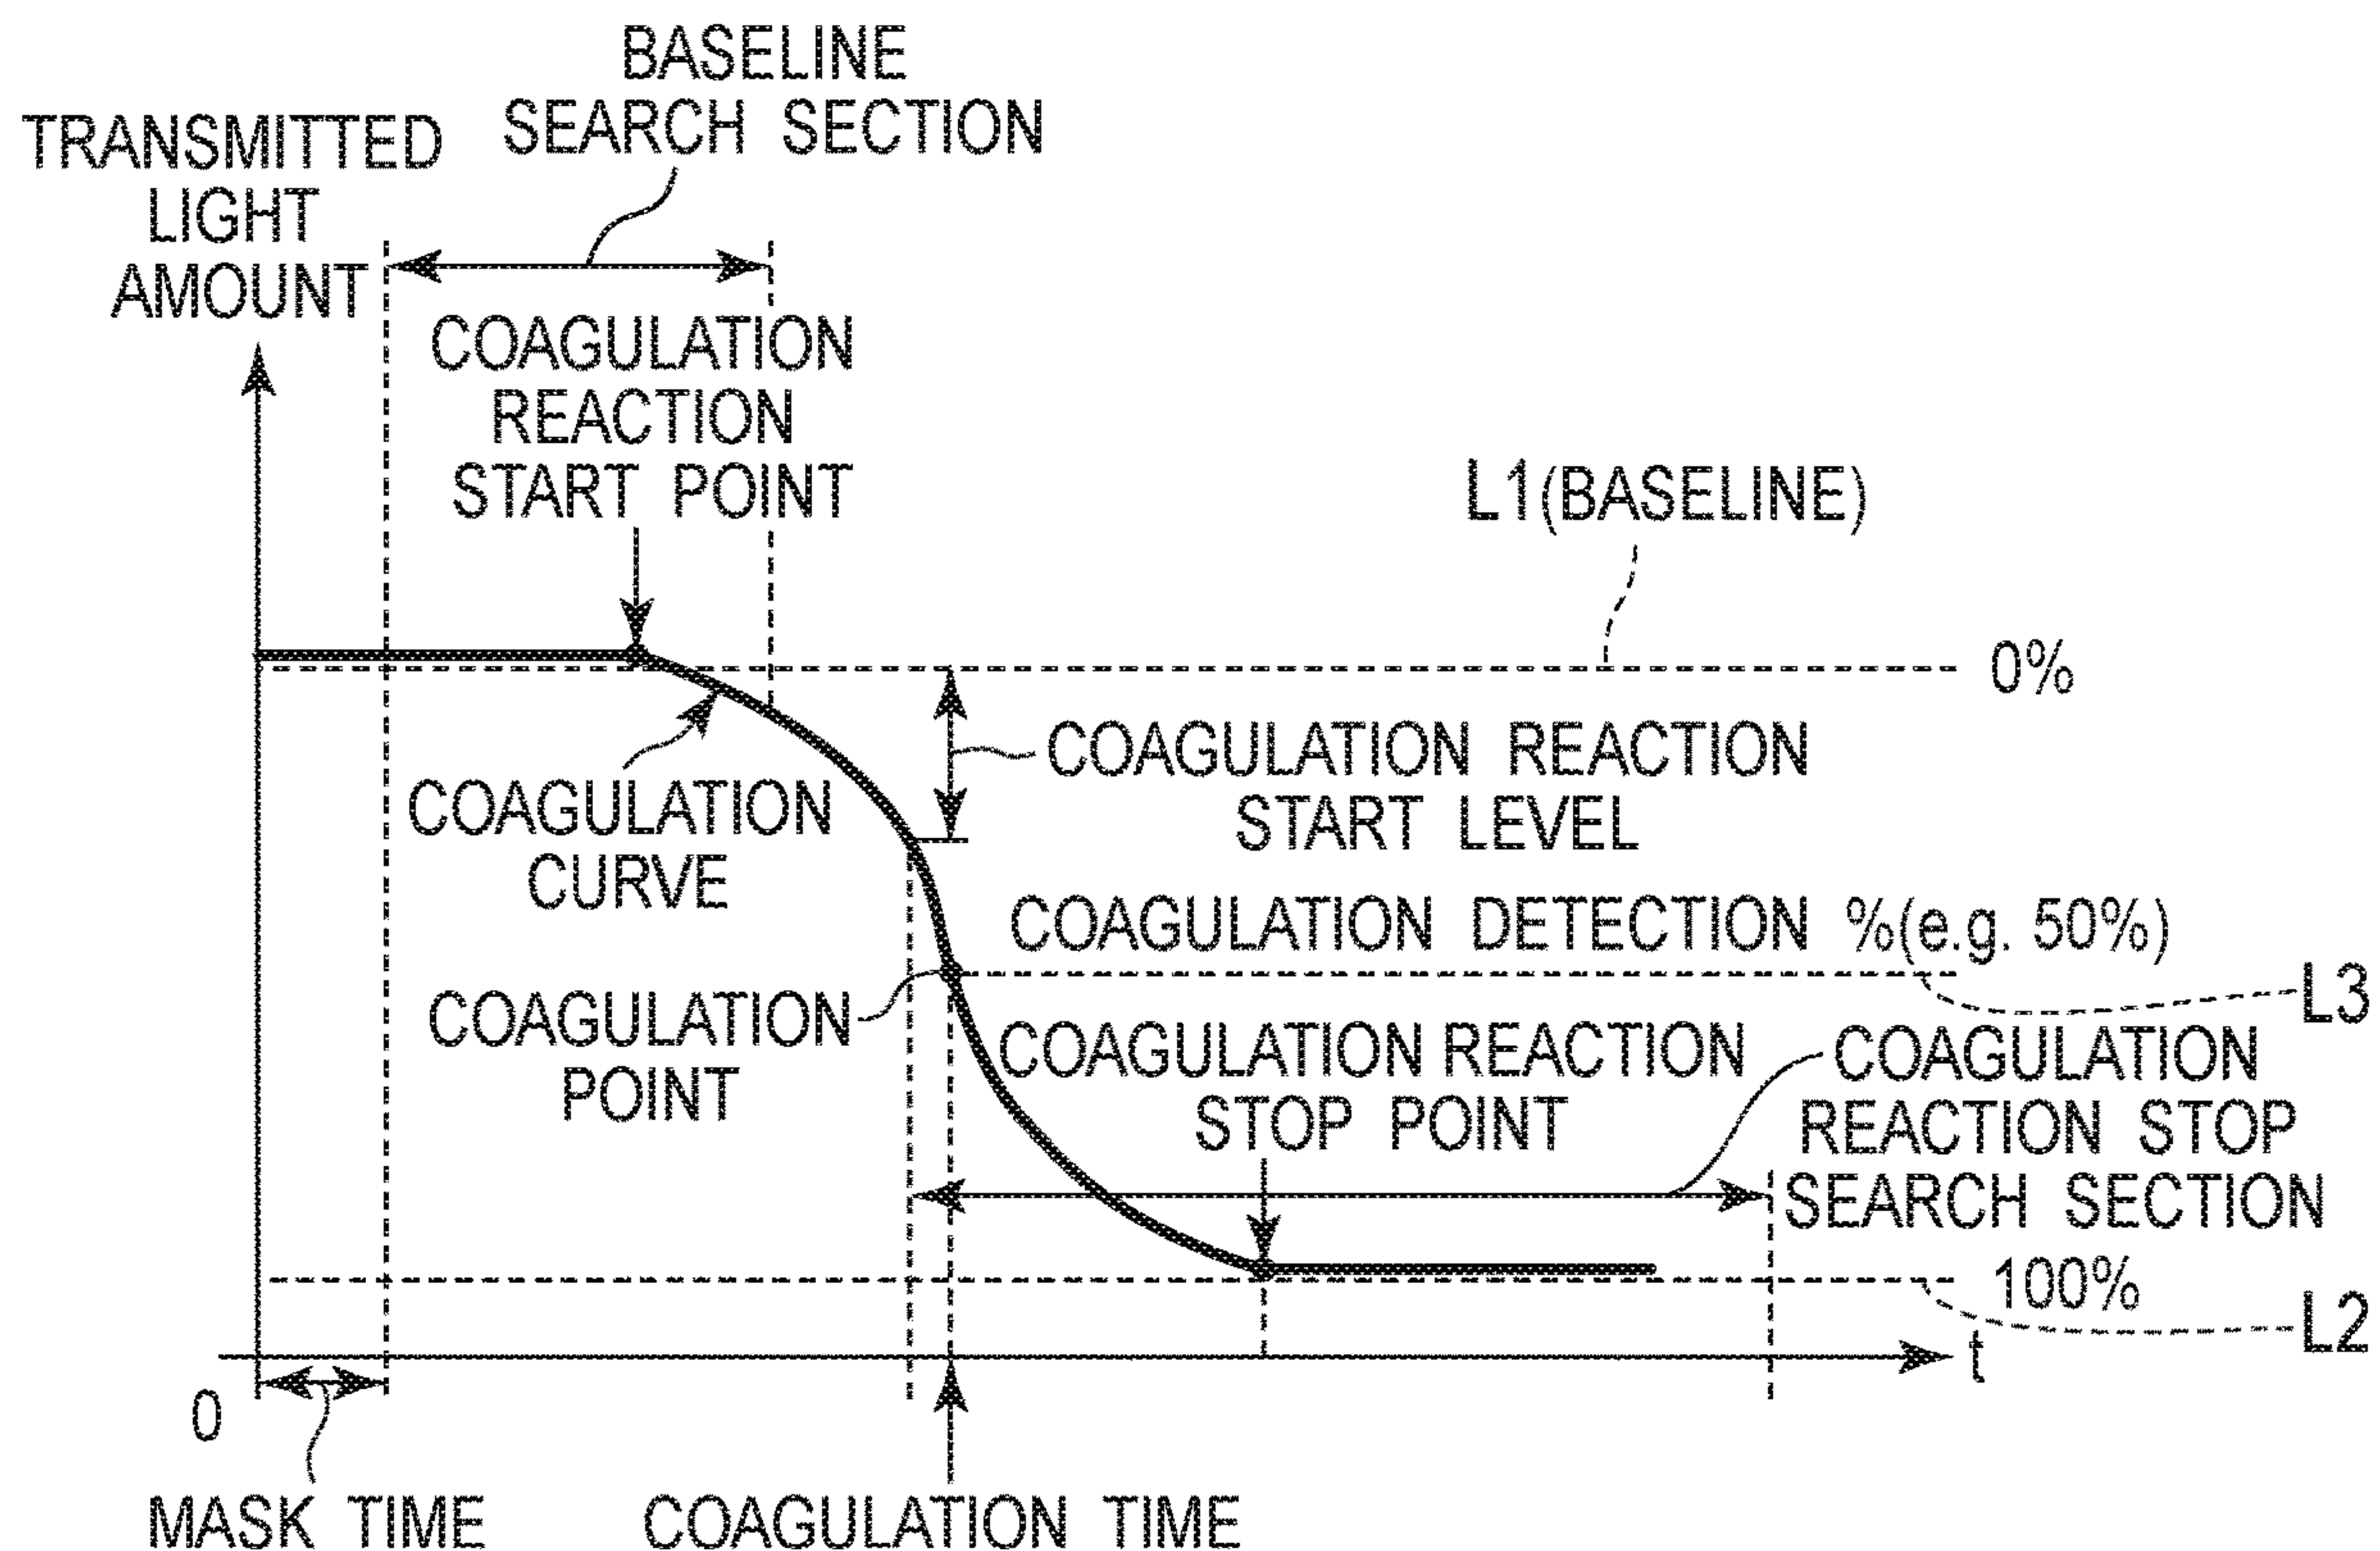 BASELINE
SEARCH SECTION
TRANSMITTED
LIGHT
AMOUNT
COAGULATION
REACTION
START POINT
L1(BASELINE)
0%
COAGULATION REACTION
START LEVEL
COAGULATION
CURVE
COAGULATION DETECTION %(e.g. 50%)
L3
COAGULATION
POINT
COAGULATION REACTION
STOP POINT
COAGULATION
REACTION STOP
SEARCH SECTION
100%
L2
t
0
MASK TIME
COAGULATION TIME